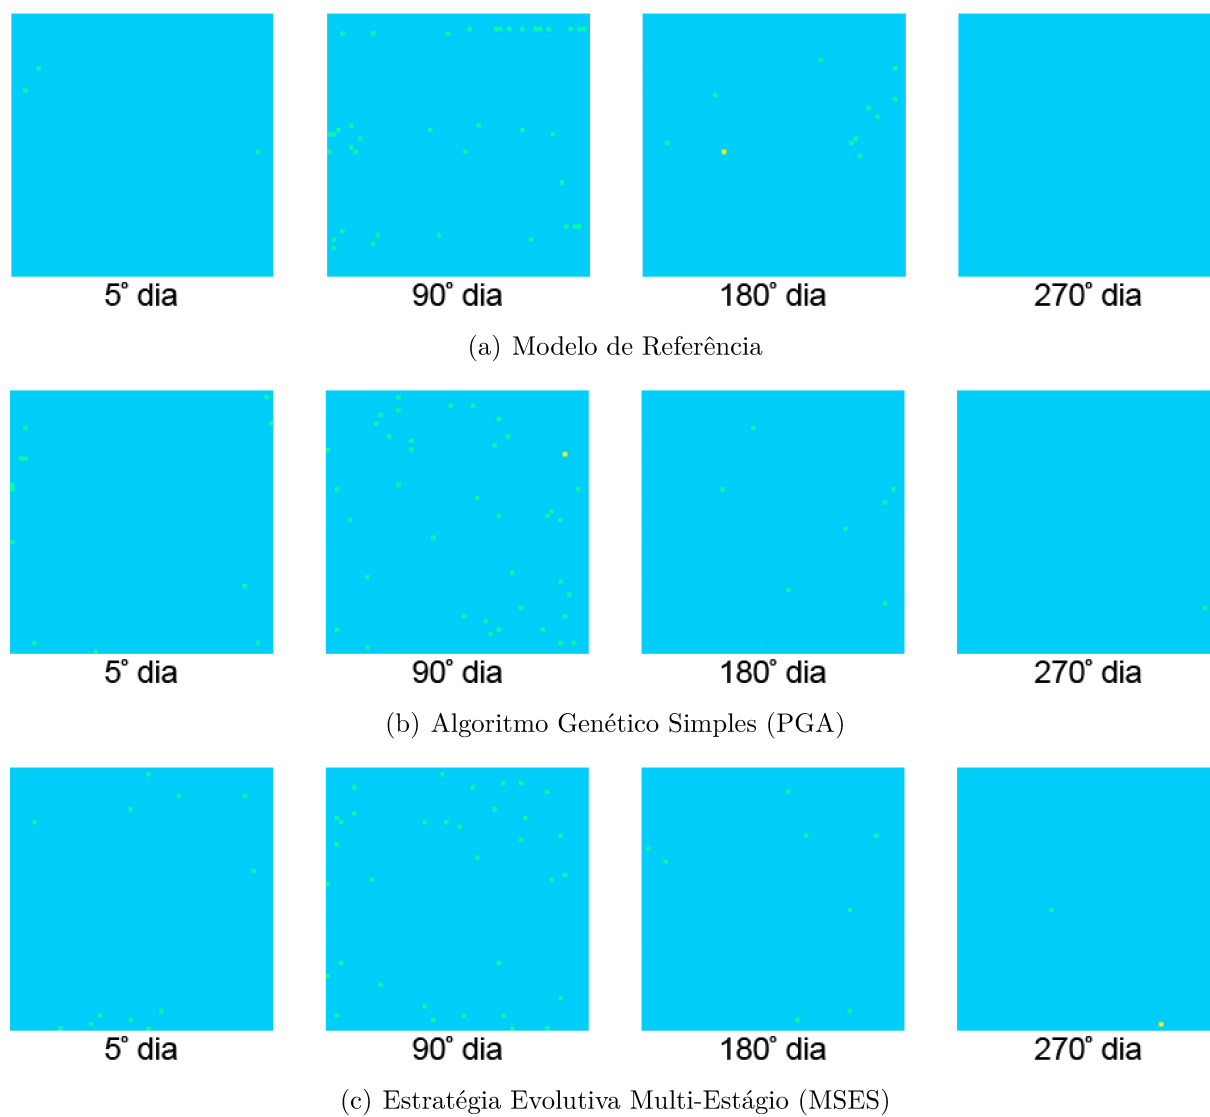 5° dia 90° dia 180° dia 270° dia
(a) Modelo de Referência
5° dia 90° dia 180° dia 270° dia
(b) Algoritmo Genético Simples (PGA)
5° dia 90° dia 180° dia 270° dia
(c) Estratégia Evolutiva Multi-Estágio (MSES)